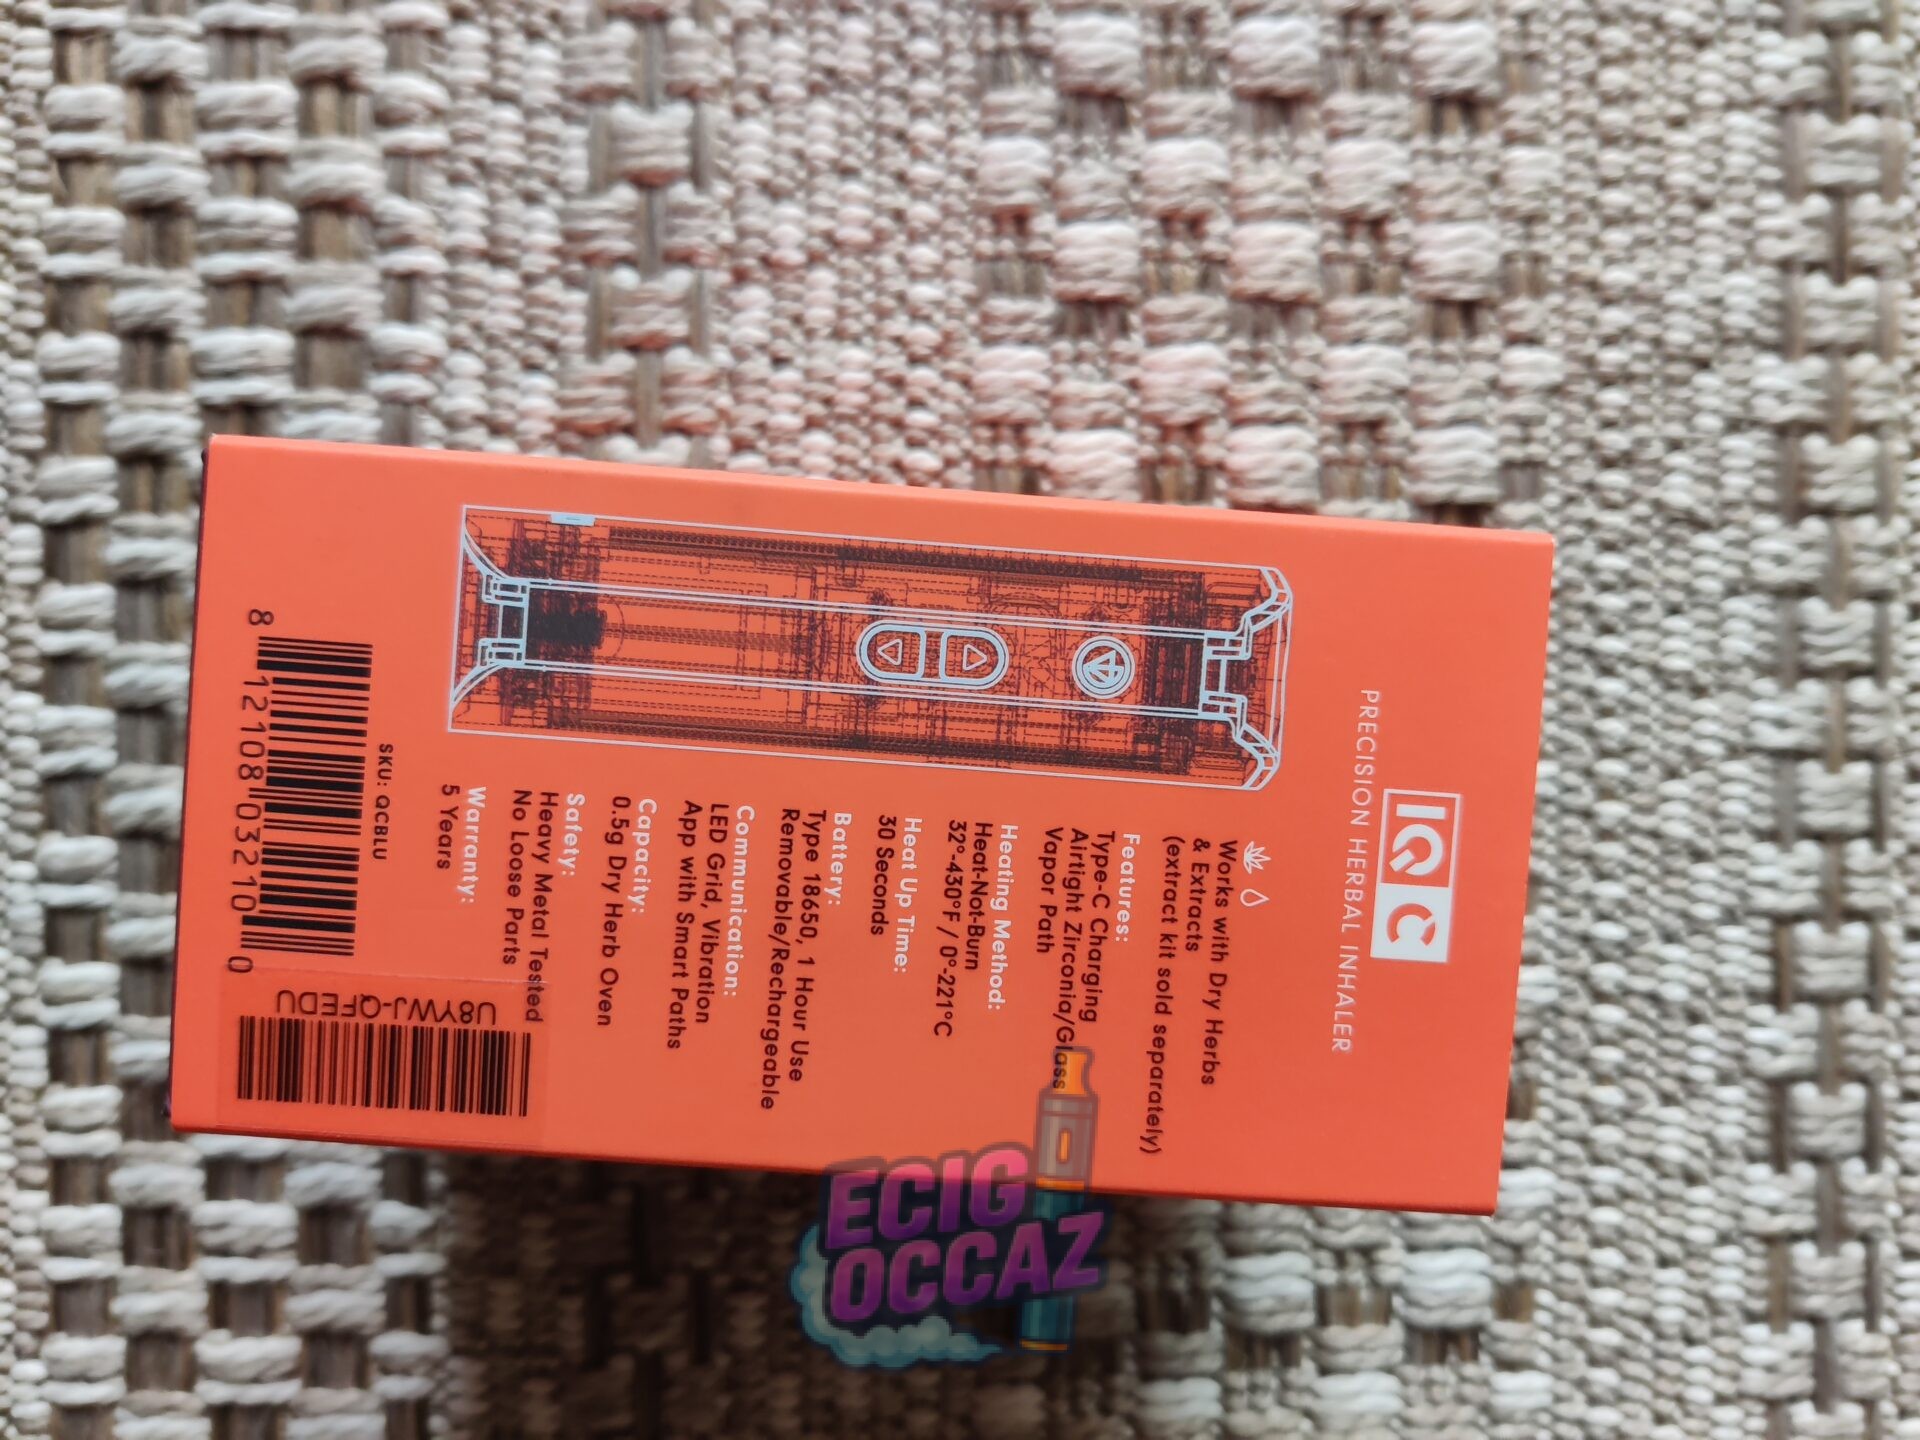 IQ C
PRECISION HERBAL INHALER
Works with Dry Herbs
& Extracts
(extract kit sold separately)
Features:
Type-C Charging
Airtight Zirconia/Glass
Vapor Path
Heating Method:
Heat-Not-Burn
32°-430°F / 0°-221°C
Heat Up Time:
30 Seconds
Battery:
Type 18650, 1 Hour Use
Removable/Rechargeable
Communication:
LED Grid, Vibration
App with Smart Paths
Capacity:
0.5g Dry Herb Oven
Safety:
Heavy Metal Tested
No Loose Parts
Warranty:
5 Years
SKU: QCBLU
8 12108 03210 0
U8YWJ-QFEDU
ECIG
OCCAZ